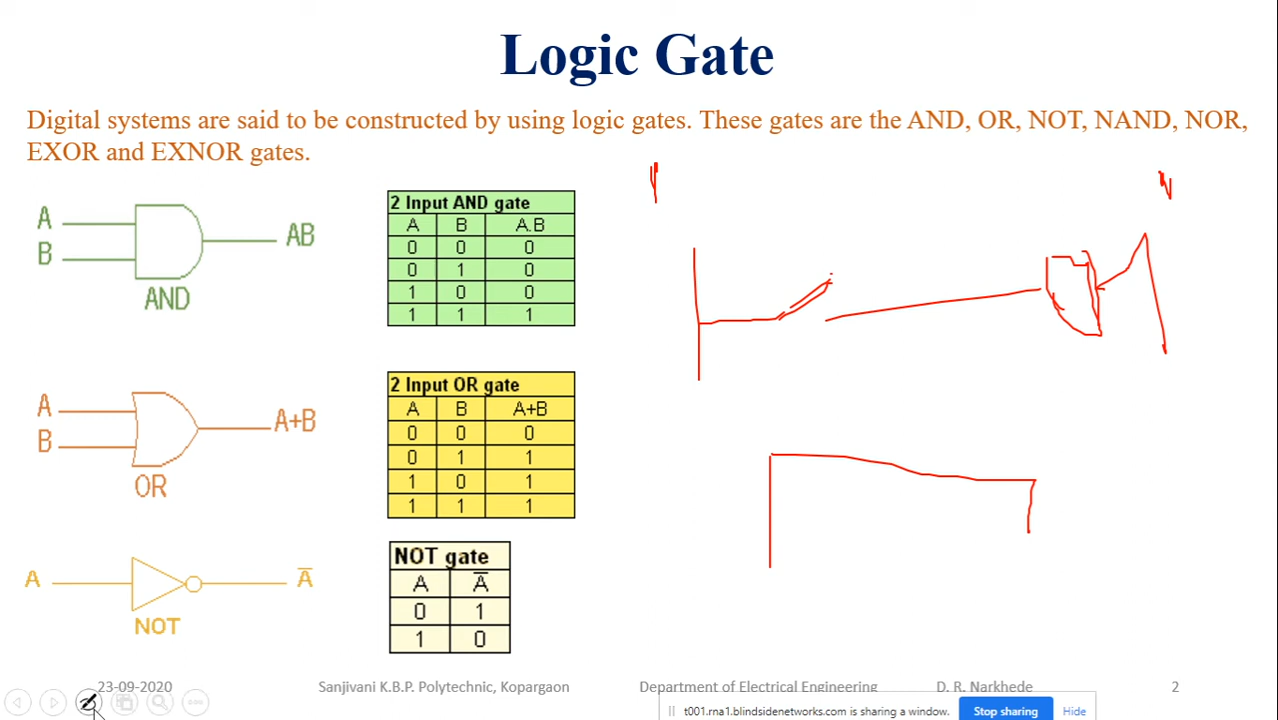 Logic Gate
Digital systems are said to be constructed by using logic gates. These gates are the AND, OR, NOT, NAND, NOR,
EXOR and EXNOR gates.
A
B
AB
AND
2 Input AND gate
A B A.B
0 0 0
0 1 0
1 0 0
1 1 1
A
B
A+B
OR
2 Input OR gate
A B A+B
0 0 0
0 1 1
1 0 1
1 1 1
A
A̅
NOT
NOT gate
A A̅
0 1
1 0
N
23-09-2020 Sanjivani K.B.P. Polytechnic, Kopargaon Department of Electrical Engineering D. R. Narkhede 2
t001.rna1.blindsidenetworks.com is sharing a window. Stop sharing Hide